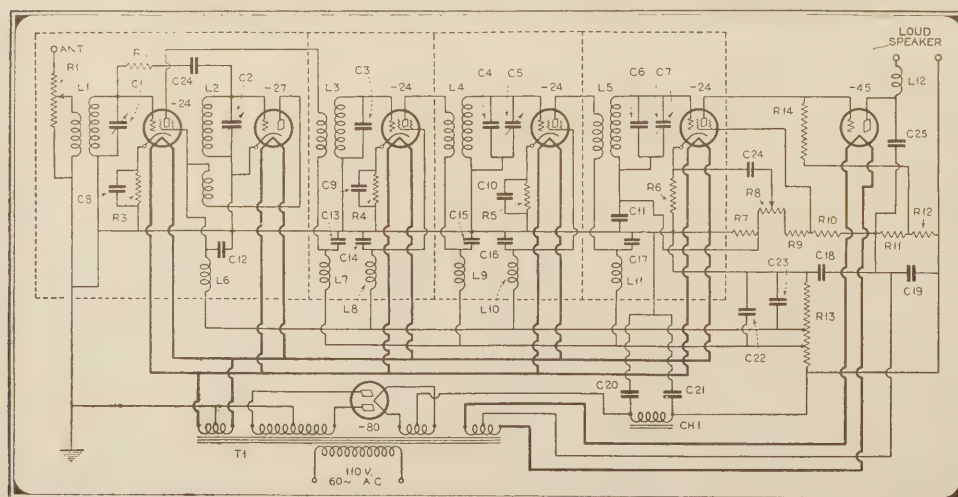 ANT
R1
L1
C1
R
C24
-24
L2
C2
-27
L3
C3
-24
L4
C4
C5
-24
L5
C6
C7
-24
R14
-45
LOUD
SPEAKER
L12
C25
C8
R3
C12
L6
C9
R4
C13
C14
L7
L8
C10
R5
C15
C16
L9
L10
C11
C17
L11
R6
C24
R8
R7
R9
R10
R11
R12
C18
C19
C23
C22
R13
C20
C21
CH1
T1
-80
110 V.
60~ AC